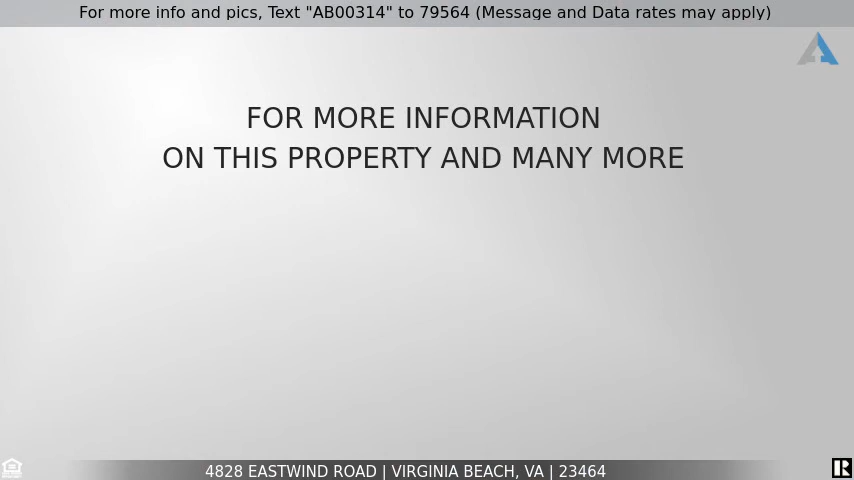 For more info and pics, Text "AB00314" to 79564 (Message and Data rates may apply)
FOR MORE INFORMATION
ON THIS PROPERTY AND MANY MORE
4828 EASTWIND ROAD | VIRGINIA BEACH, VA | 23464